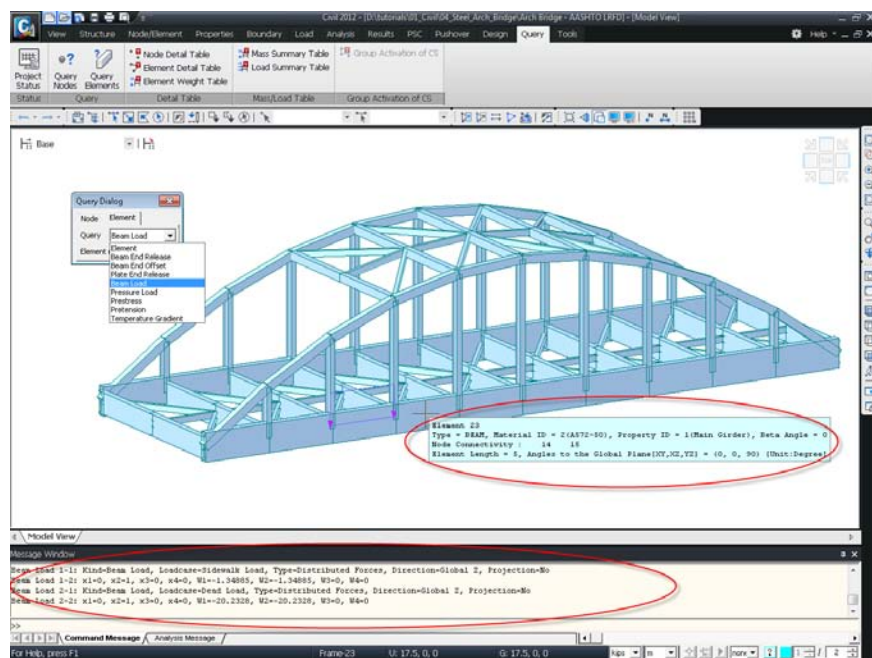 Civil 2012 - [D:\tutorials\01_Civil\04_Steel_Arch_Bridge\Arch Bridge - AASHTO LRFD] - [Model View]
View Structure Node/Element Properties Boundary Load Analysis Results PSC Pushover Design Query Tools Help
Project Status
Query Nodes
Query Elements
Node Detail Table
Element Detail Table
Element Weight Table
Mass Summary Table
Load Summary Table
Group Activation of CS
Status Query Detail Table Mass/Load Table Group Activation of CS
Base
Query Dialog
Node Element
Query Beam Load
Element
Element
Beam End Release
Beam End Offset
Plate End Release
Beam Load
Pressure Load
Prestress
Pretension
Temperature Gradient
Element 23
Type = BEAM, Material ID = 2(A572-50), Property ID = 1(Main Girder), Beta Angle = 0
Node Connectivity : 14 15
Element Length = 5, Angles to the Global Plane[XY,XZ,YZ] = (0, 0, 90) [Unit:Degree]
Model View
Message Window
Beam Load 1-1: Kind=Beam Load, Loadcase=Sidewalk Load, Type=Distributed Forces, Direction=Global Z, Projection=No
Beam Load 1-2: x1=0, x2=1, x3=0, x4=0, W1=-1.34885, W2=-1.34885, W3=0, W4=0
Beam Load 2-1: Kind=Beam Load, Loadcase=Dead Load, Type=Distributed Forces, Direction=Global Z, Projection=No
Beam Load 2-2: x1=0, x2=1, x3=0, x4=0, W1=-20.2328, W2=-20.2328, W3=0, W4=0
>>
Command Message Analysis Message
For Help, press F1 Frame-23 U: 17.5, 0, 0 G: 17.5, 0, 0 kips m none 1 / 2